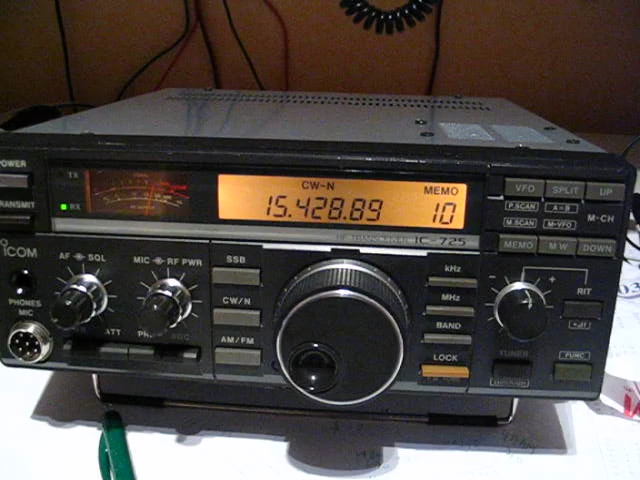 POWER
TRANSMIT
TX
RX
CW-N
MEMO
15.428.89
10
IC-725
VFO
SPLIT
UP
P.SCAN
A=B
M-CH
M.SCAN
M▸VFO
MEMO
MW
DOWN
ICOM
AF
SQL
MIC
RF PWR
PHONES
MIC
ATT
SSB
CW/N
AM/FM
kHz
MHz
BAND
LOCK
-
+
RIT
TUNER
FUNC